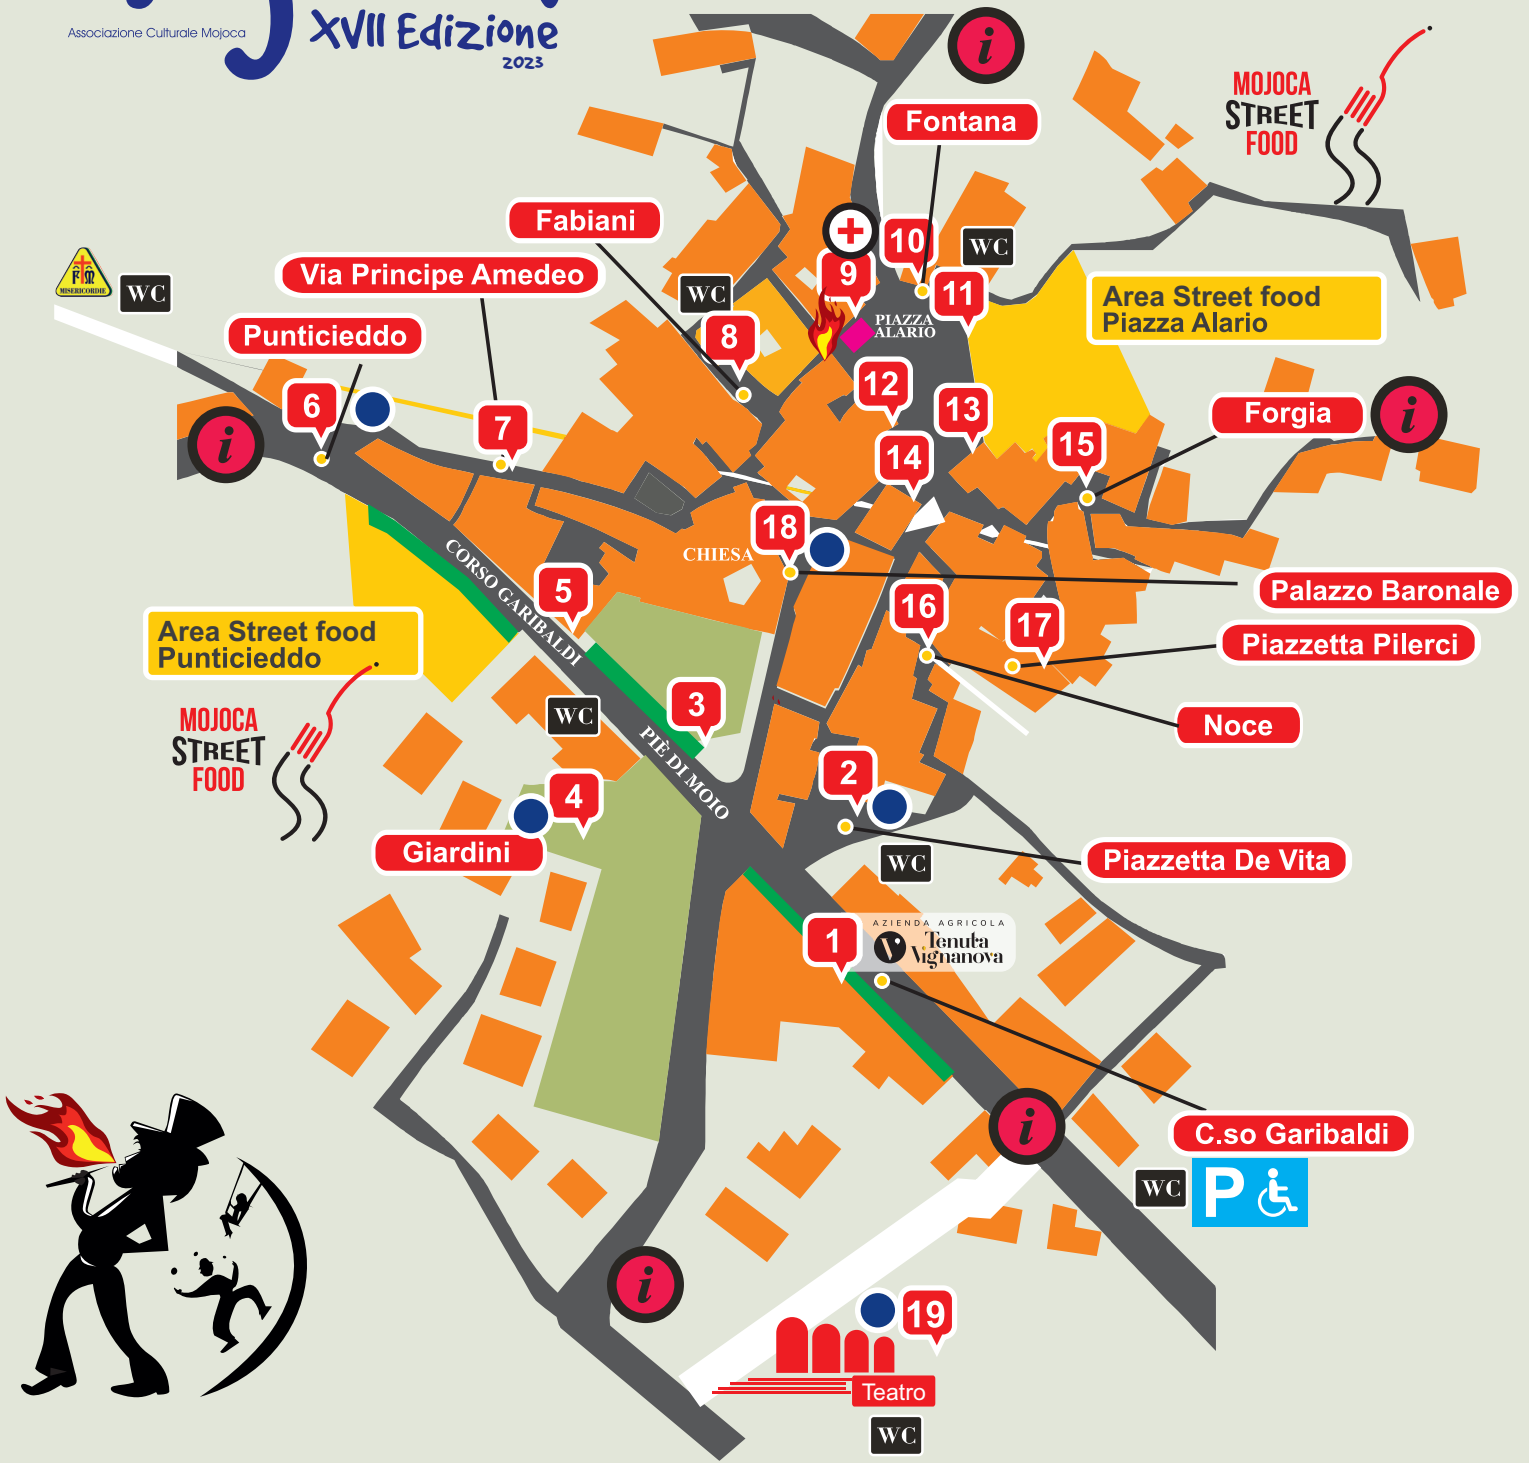 Associazione Culturale Mojoca
XVII Edizione
2023
i
MOJOCA
STREET
FOOD
Fontana
Fabiani
10
WC
Via Principe Amedeo
MISERICORDIE
WC
WC
9
11
Area Street food
Piazza Alario
PIAZZA
ALARIO
Punticieddo
8
6
12
13
Forgia
i
i
7
14
15
18
CHIESA
CORSO GARIBALDI
5
Palazzo Baronale
16
17
Piazzetta Pilerci
Area Street food
Punticieddo
MOJOCA
STREET
FOOD
WC
3
Noce
PIÈ DI MOIO
2
4
Giardini
WC
Piazzetta De Vita
1
AZIENDA AGRICOLA
Tenuta
Vignanova
i
C.so Garibaldi
WC
P
i
19
Teatro
WC